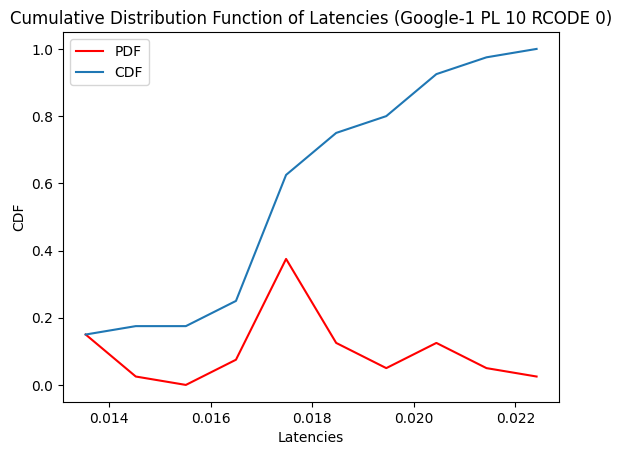 Cumulative Distribution Function of Latencies (Google-1 PL 10 RCODE 0)
PDF
CDF
1.0
0.8
0.6
0.4
0.2
0.0
CDF
0.014
0.016
0.018
0.020
0.022
Latencies